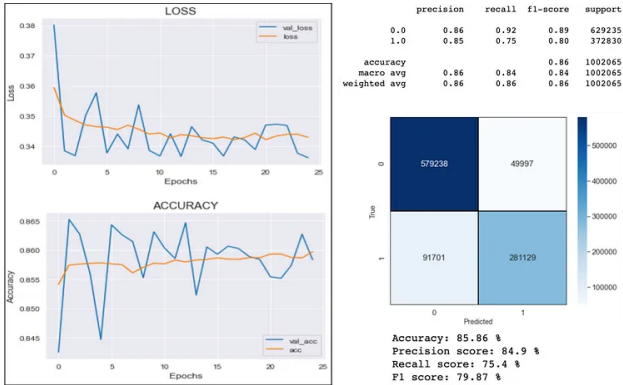 LOSS
val_loss
loss
0.38
0.37
0.36
0.35
0.34
Loss
0 5 10 15 20 25
Epochs
ACCURACY
0.865
0.860
0.855
0.850
0.845
Accuracy
val_acc
acc
0 5 10 15 20 25
Epochs
precision recall f1-score support
0.0 0.86 0.92 0.89 629235
1.0 0.85 0.75 0.80 372830
accuracy 0.86 1002065
macro avg 0.86 0.84 0.84 1002065
weighted avg 0.86 0.86 0.86 1002065
579238 49997
91701 281129
True
0
1
0 1
Predicted
500000
400000
300000
200000
100000
Accuracy: 85.86 %
Precision score: 84.9 %
Recall score: 75.4 %
F1 score: 79.87 %